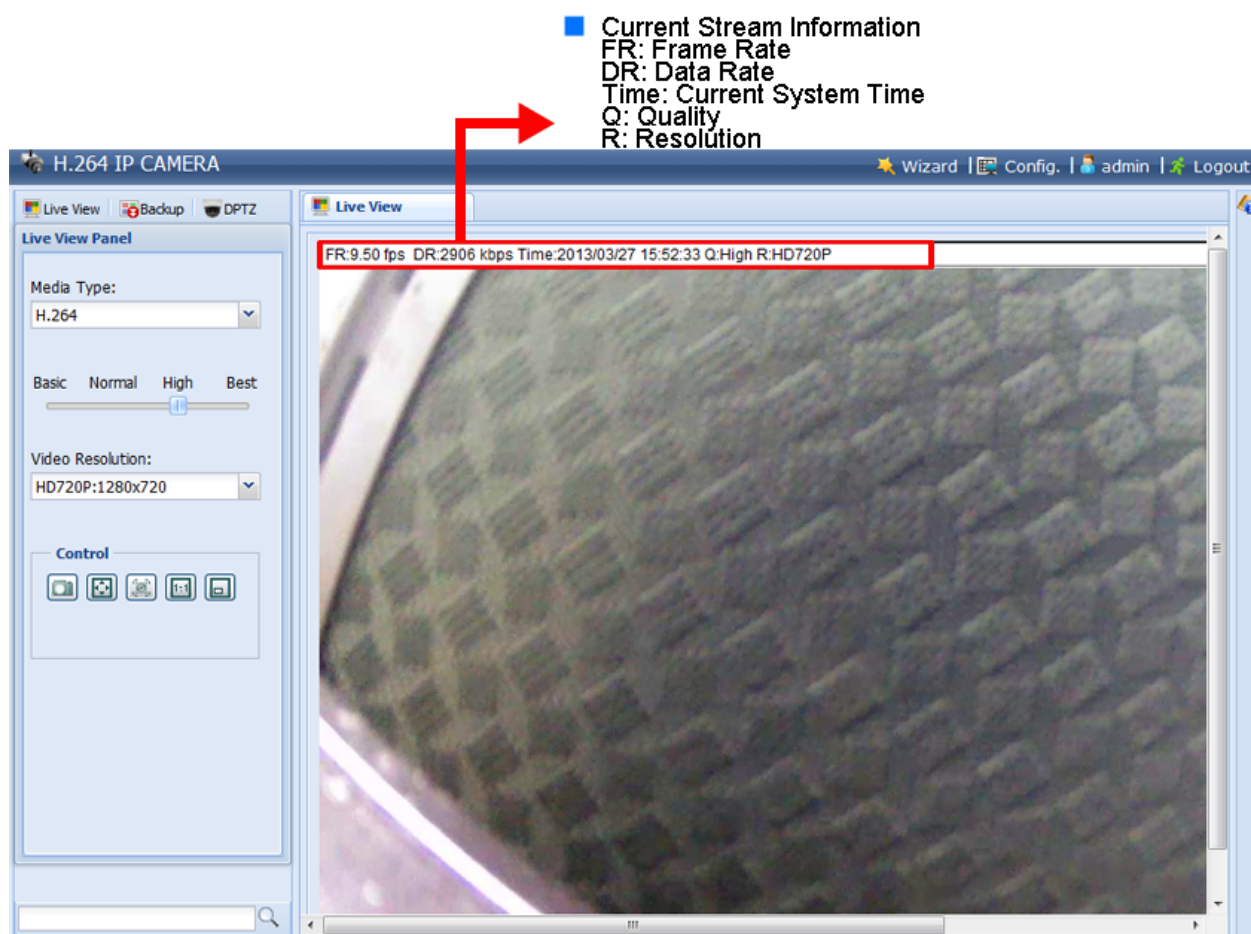 Current Stream Information
FR: Frame Rate
DR: Data Rate
Time: Current System Time
Q: Quality
R: Resolution
H.264 IP CAMERA
Wizard | Config. | admin | Logout
Live View Backup DPTZ
Live View
Live View Panel
FR:9.50 fps DR:2906 kbps Time:2013/03/27 15:52:33 Q:High R:HD720P
Media Type:
H.264
Basic Normal High Best
Video Resolution:
HD720P:1280x720
Control
1:1